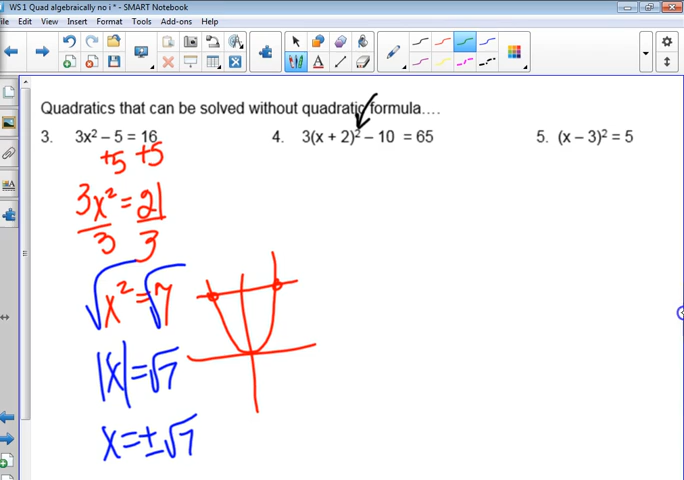 WS 1 Quad algebraically no i * - SMART Notebook
File Edit View Insert Format Tools Add-ons Help
Quadratics that can be solved without quadratic formula….
3. 3x² – 5 = 16
4. 3(x + 2)² – 10 = 65
5. (x – 3)² = 5
+5 +5
3x² = 21
3 3
√x² = √7
|x| = √7
x = ±√7